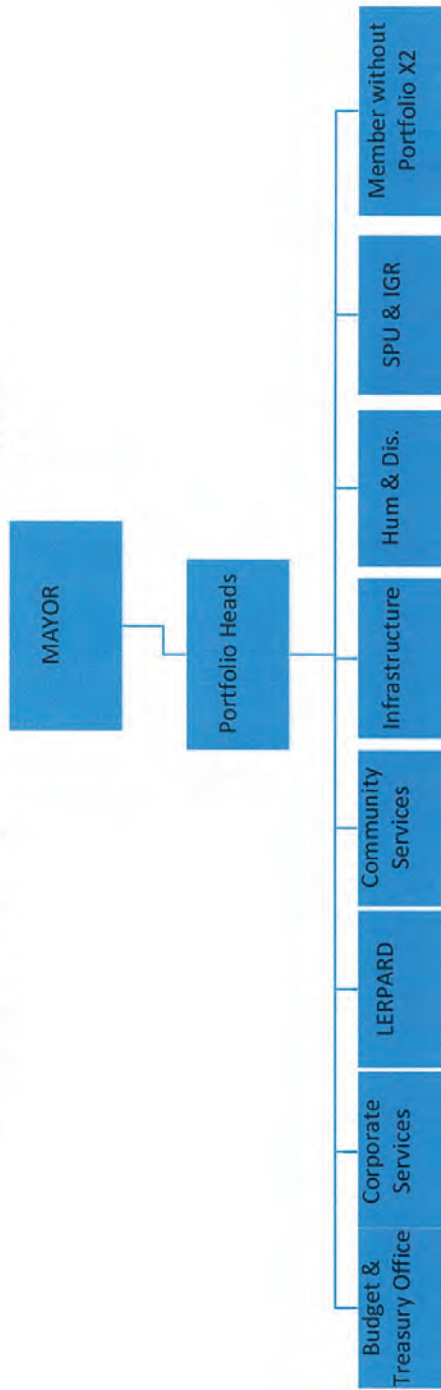 MAYOR
Portfolio Heads
Budget &
Treasury Office
Corporate
Services
LERPARD
Community
Services
Infrastructure
Hum & Dis.
SPU & IGR
Member without
Portfolio X2